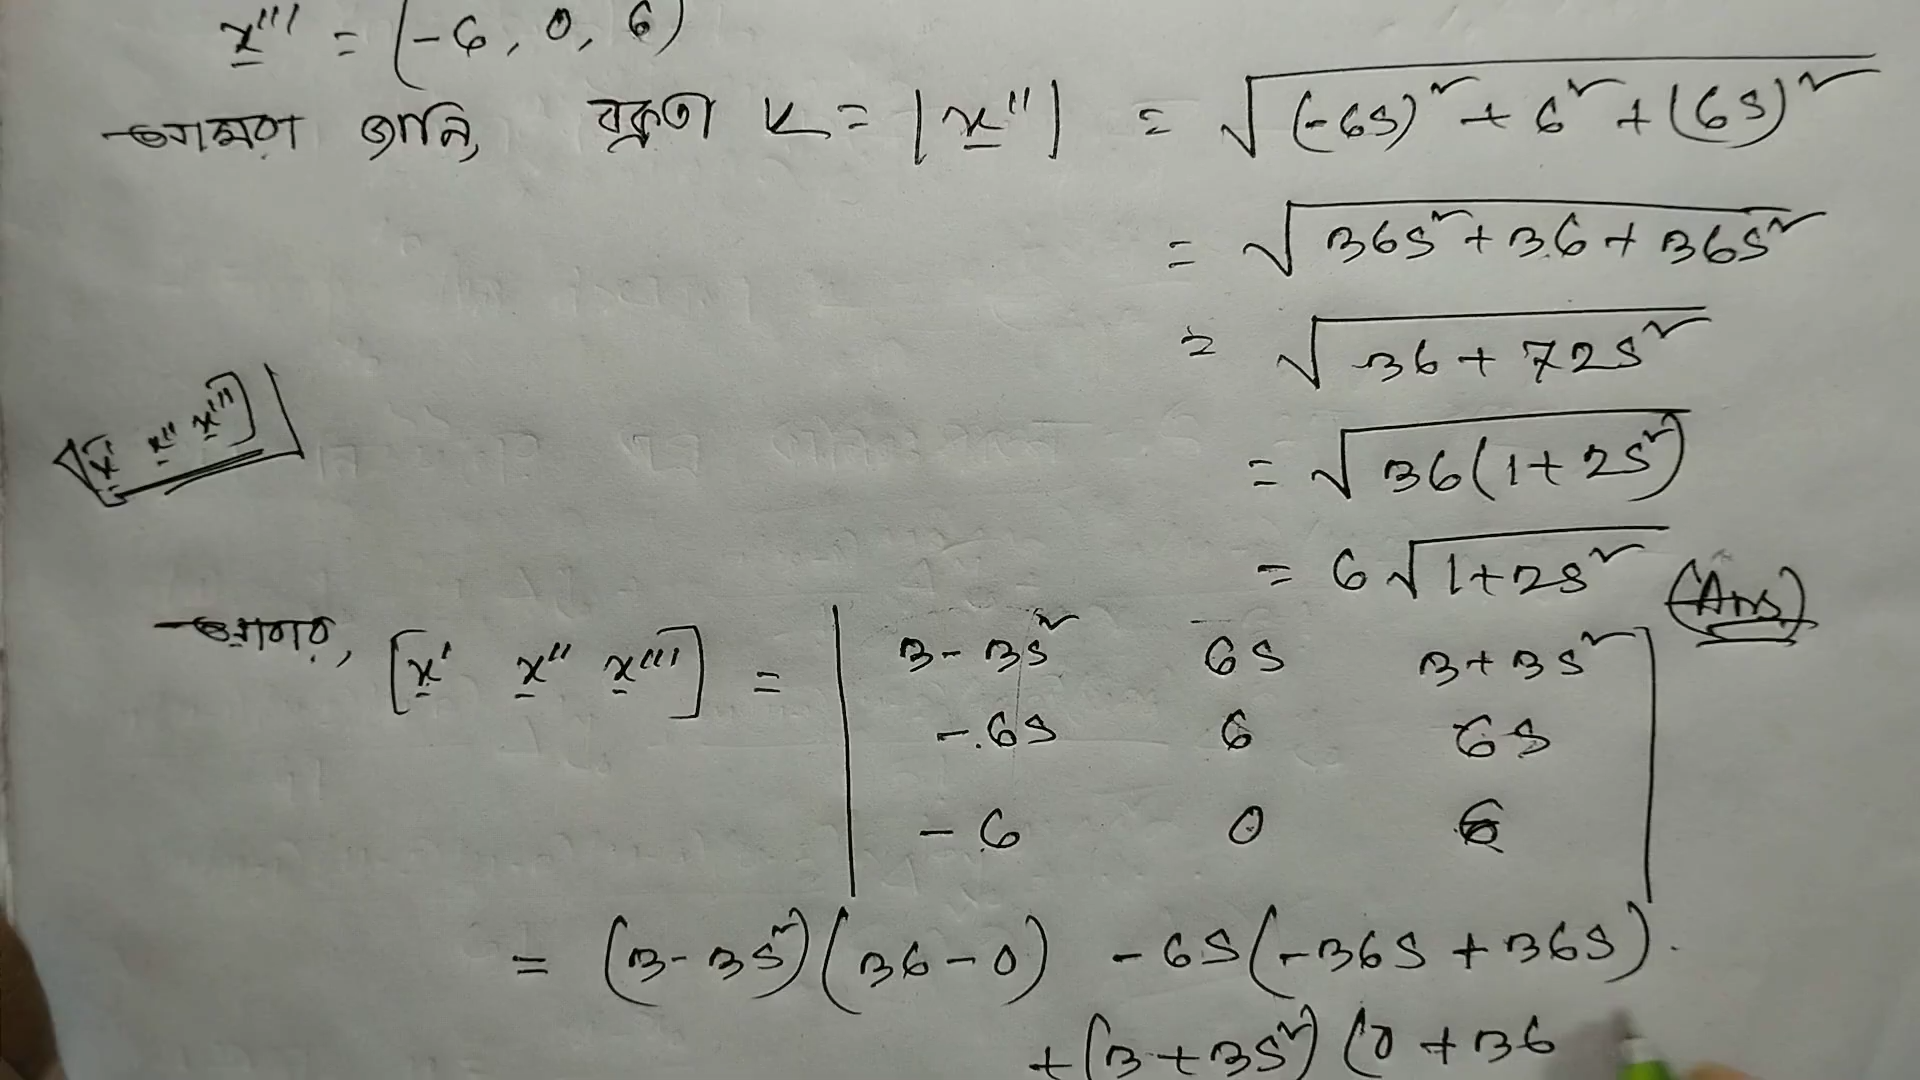 x''' = (-6, 0, 6)
আমরা জানি, বক্রতা K = |x''| = √((-6s)² + 6² + (6s)²)
= √(36s² + 36 + 36s²)
= √(36 + 72s²)
= √(36(1+2s²))
[x' x'' x''']
= 6√(1+2s²) (Ans)
আবার, [x' x'' x'''] = | 3-3s² 6s 3+3s² |
-6s 6 6s
-6 0 6
= (3-3s²)(36-0) -6s(-36s+36s).
+(3+3s²)(0+36